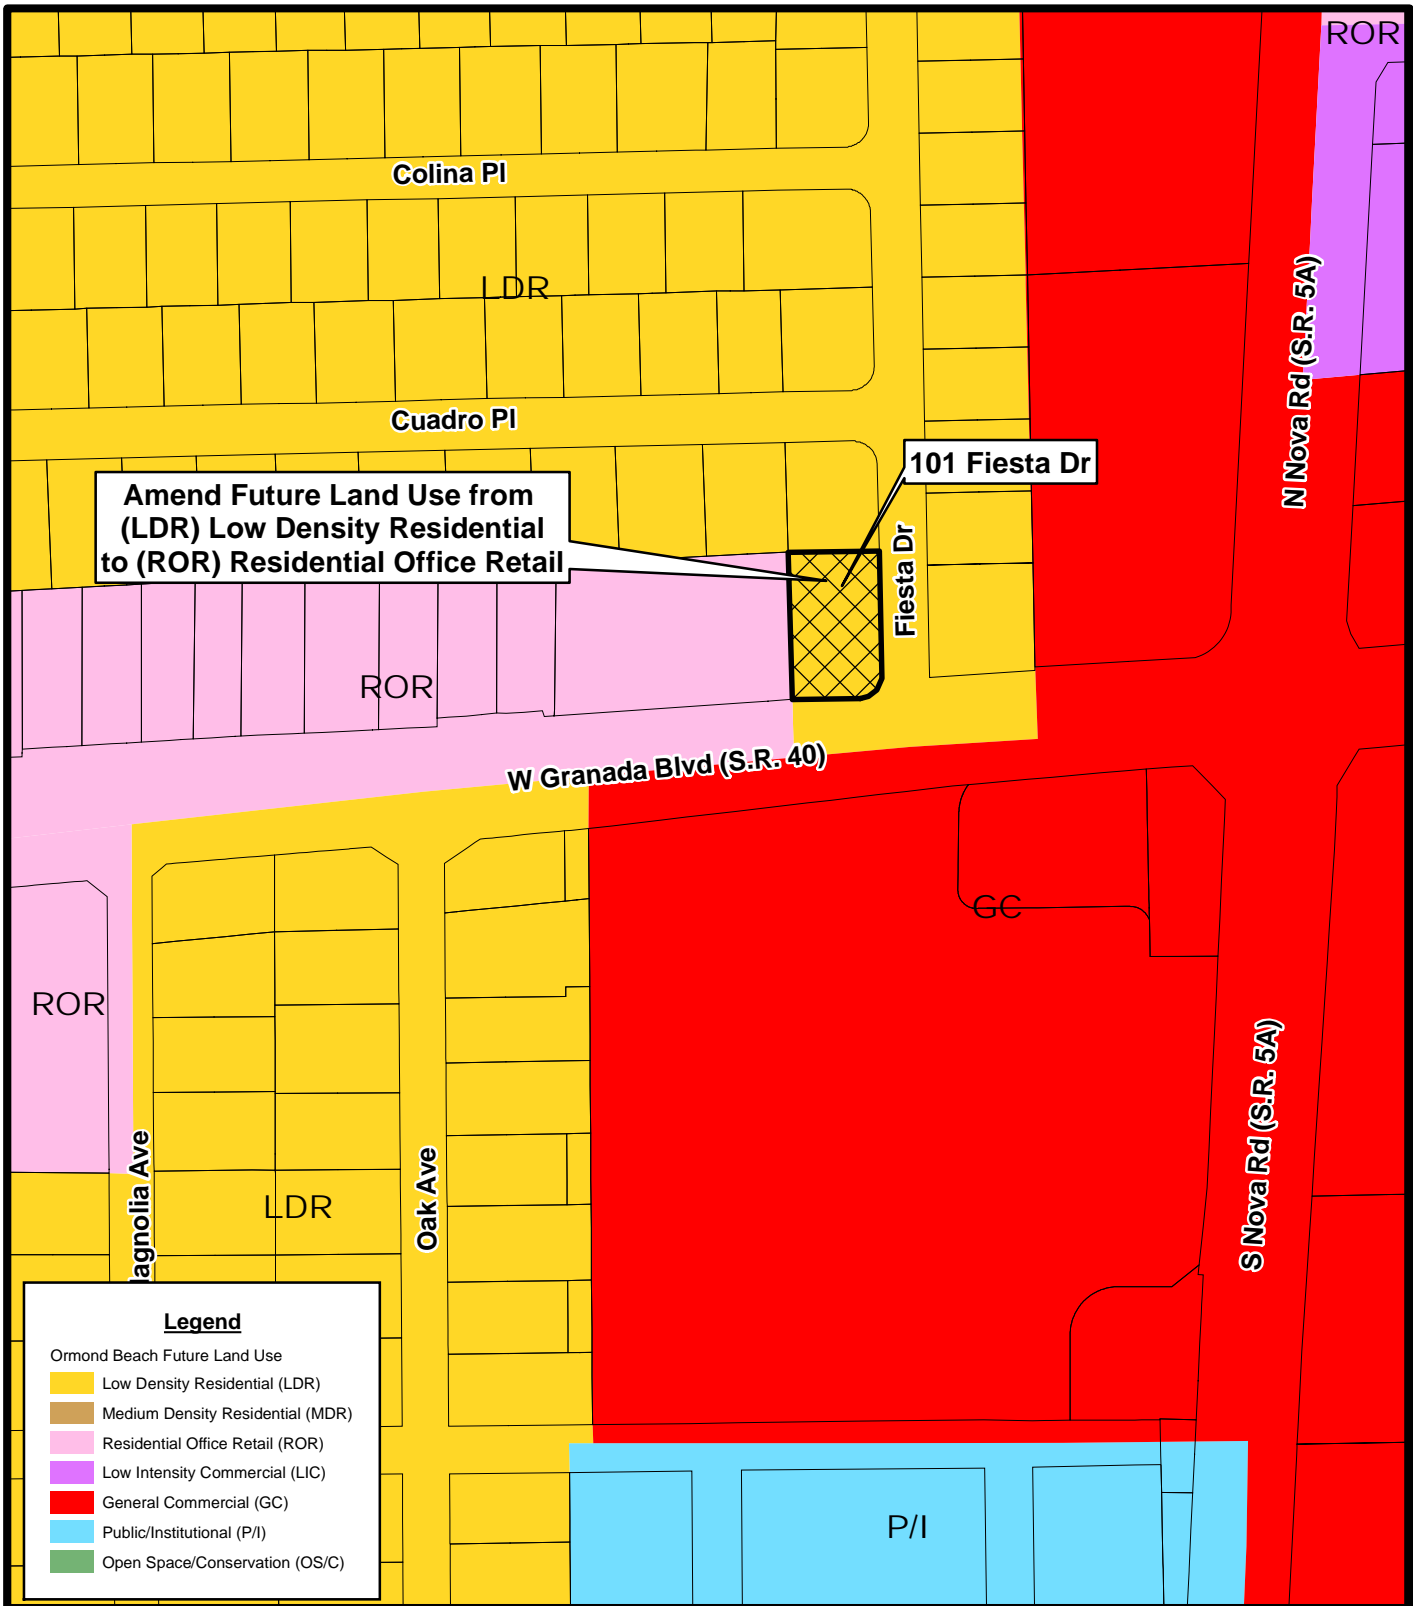 ROR
Colina Pl
LDR
N Nova Rd (S.R. 5A)
Cuadro Pl
101 Fiesta Dr
Amend Future Land Use from
(LDR) Low Density Residential
to (ROR) Residential Office Retail
Fiesta Dr
ROR
W Granada Blvd (S.R. 40)
GC
ROR
S Nova Rd (S.R. 5A)
agnolia Ave
Oak Ave
LDR
Legend
Ormond Beach Future Land Use
Low Density Residential (LDR)
Medium Density Residential (MDR)
Residential Office Retail (ROR)
Low Intensity Commercial (LIC)
General Commercial (GC)
Public/Institutional (P/I)
Open Space/Conservation (OS/C)
P/I